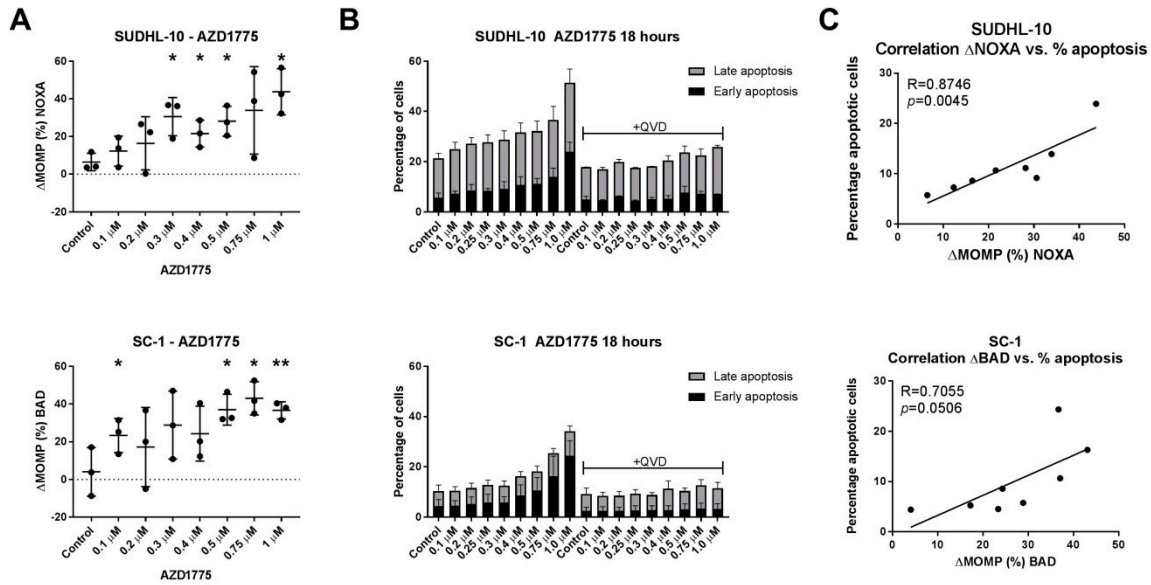 A
SUDHL-10 - AZD1775
* * * *
ΔMOMP (%) NOXA
60
40
20
0
-20
Control
0.1 μM
0.2 μM
0.3 μM
0.4 μM
0.5 μM
0.75 μM
1 μM
AZD1775
B
SUDHL-10 AZD1775 18 hours
Late apoptosis
Early apoptosis
+QVD
Percentage of cells
60
40
20
0
Control
0.1 μM
0.2 μM
0.25 μM
0.3 μM
0.4 μM
0.5 μM
0.75 μM
1.0 μM
Control
0.1 μM
0.2 μM
0.25 μM
0.3 μM
0.4 μM
0.5 μM
0.75 μM
1.0 μM
C
SUDHL-10
Correlation ΔNOXA vs. % apoptosis
R=0.8746
p=0.0045
Percentage apoptotic cells
30
20
10
0
0 10 20 30 40 50
ΔMOMP (%) NOXA
SC-1 - AZD1775
* * * **
ΔMOMP (%) BAD
60
40
20
0
-20
Control
0.1 μM
0.2 μM
0.3 μM
0.4 μM
0.5 μM
0.75 μM
1 μM
AZD1775
SC-1 AZD1775 18 hours
Late apoptosis
Early apoptosis
+QVD
Percentage of cells
60
40
20
0
Control
0.1 μM
0.2 μM
0.25 μM
0.3 μM
0.4 μM
0.5 μM
0.75 μM
1.0 μM
Control
0.1 μM
0.2 μM
0.25 μM
0.3 μM
0.4 μM
0.5 μM
0.75 μM
1.0 μM
SC-1
Correlation ΔBAD vs. % apoptosis
R=0.7055
p=0.0506
Percentage apoptotic cells
30
20
10
0
0 10 20 30 40 50
ΔMOMP (%) BAD